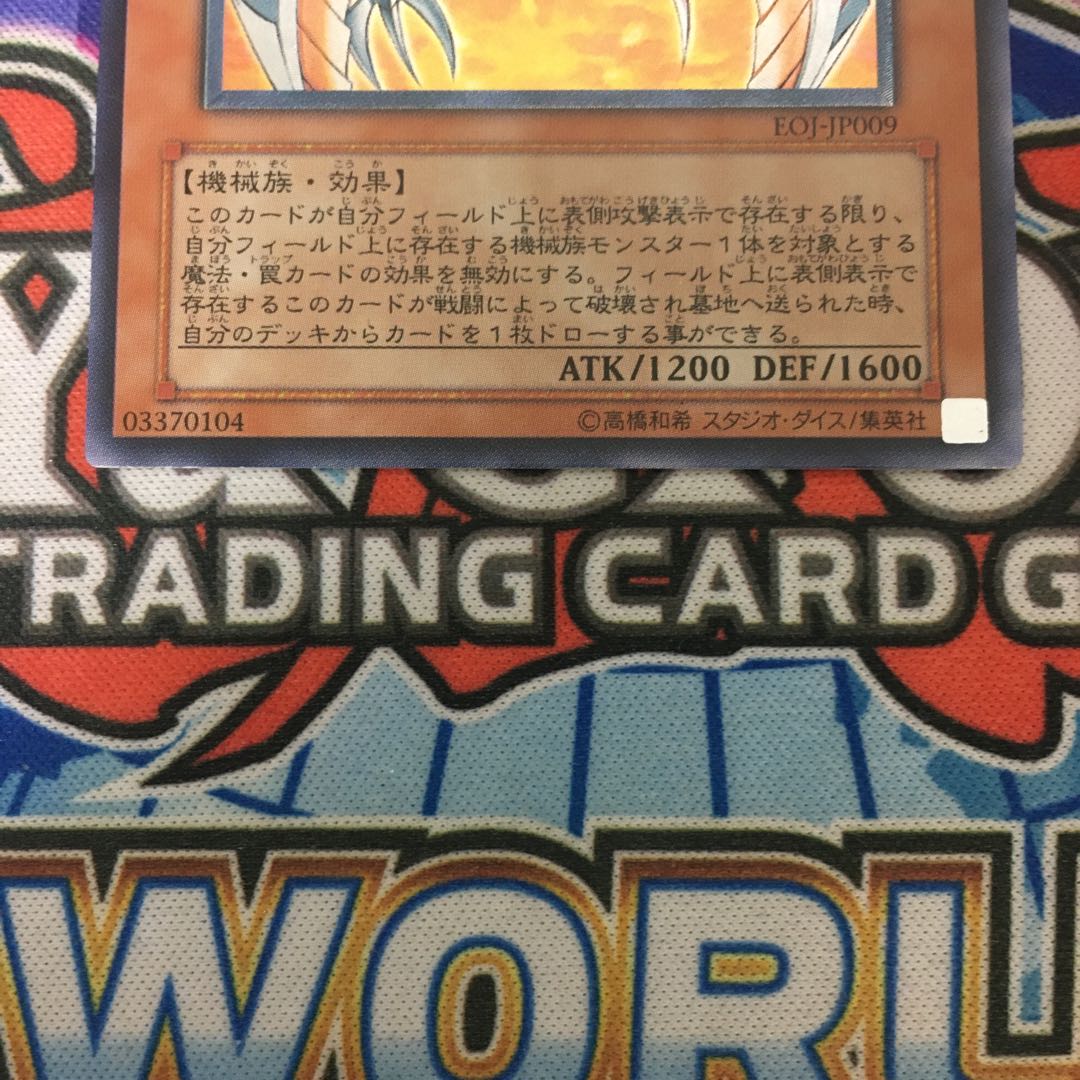 EOJ-JP009
【機械族・効果】
このカードが自分フィールド上に表側攻撃表示で存在する限り、
自分フィールド上に存在する機械族モンスター1体を対象とする
魔法・罠カードの効果を無効にする。フィールド上に表側表示で
存在するこのカードが戦闘によって破壊され墓地へ送られた時、
自分のデッキからカードを1枚ドローする事ができる。
ATK/1200 DEF/1600
03370104 ©高橋和希 スタジオ・ダイス/集英社
TRADING CARD G
WORL